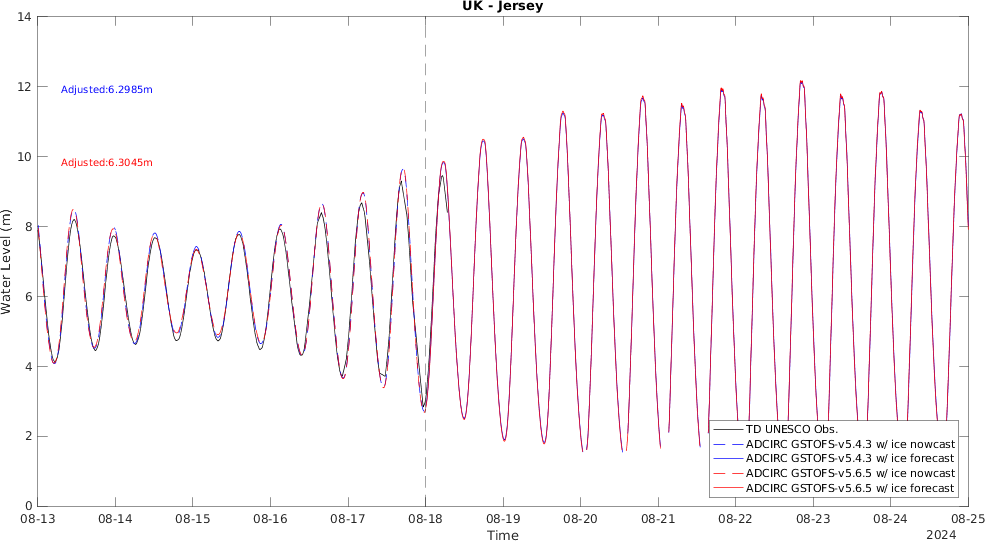 UK - Jersey
14
12
10
8
6
4
2
0
Water Level (m)
Adjusted:6.2985m
Adjusted:6.3045m
TD UNESCO Obs.
ADCIRC GSTOFS-v5.4.3 w/ ice nowcast
ADCIRC GSTOFS-v5.4.3 w/ ice forecast
ADCIRC GSTOFS-v5.6.5 w/ ice nowcast
ADCIRC GSTOFS-v5.6.5 w/ ice forecast
08-13 08-14 08-15 08-16 08-17 08-18 08-19 08-20 08-21 08-22 08-23 08-24 08-25
Time
2024